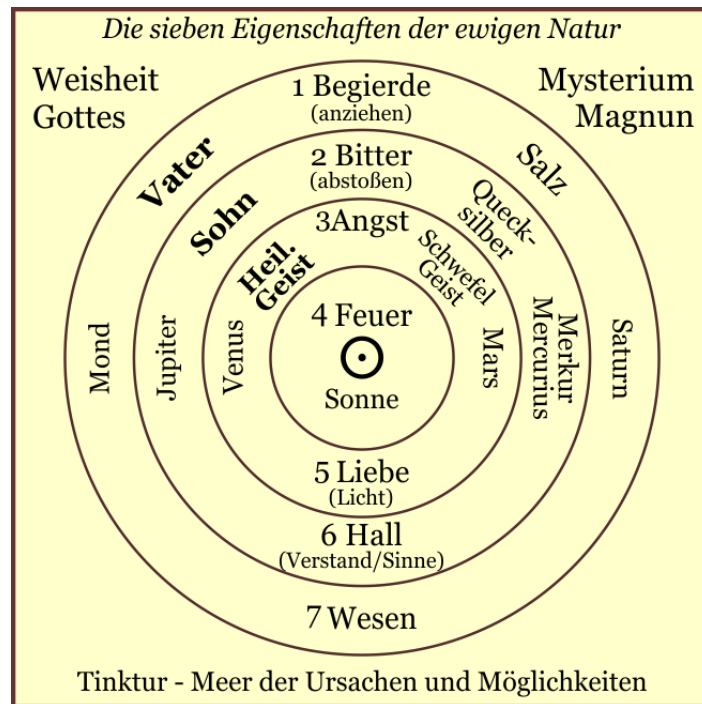 Die sieben Eigenschaften der ewigen Natur
Weisheit
Gottes
Mysterium
Magnun
1 Begierde
(anziehen)
Vater
Salz
2 Bitter
(abstoßen)
Sohn
Queck-
silber
3Angst
Heil.
Geist
Schwefel
Geist
4 Feuer
Sonne
Mond
Jupiter
Venus
Mars
Merkur
Mercurius
Saturn
5 Liebe
(Licht)
6 Hall
(Verstand/Sinne)
7 Wesen
Tinktur - Meer der Ursachen und Möglichkeiten